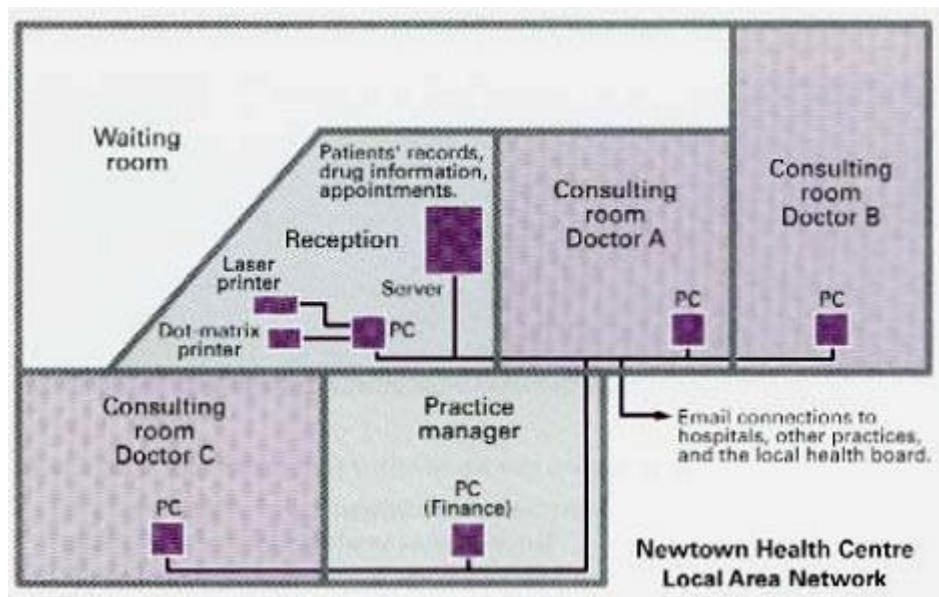 Waiting
room
Patients' records,
drug information,
appointments.
Reception
Laser
printer
Server
Dot-matrix
printer
PC
Consulting
room
Doctor A
PC
Consulting
room
Doctor B
PC
Consulting
room
Doctor C
PC
Practice
manager
PC
(Finance)
Email connections to
hospitals, other practices,
and the local health board.
Newtown Health Centre
Local Area Network